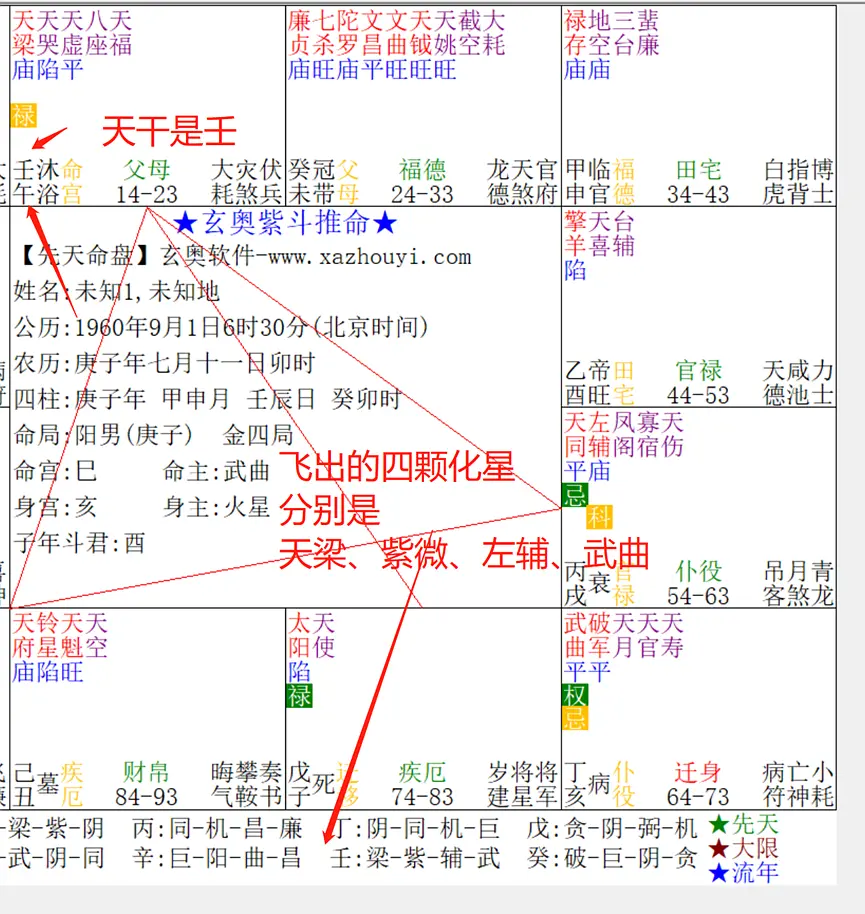 天天天八天
梁哭虚座福
庙陷平
禄
天干是壬
壬沐命 父母 大灾伏
午浴宫 14-23 耗煞兵
廉七陀文文天天截大
贞杀罗昌曲钺姚空耗
庙旺庙平旺旺旺
癸冠父 福德 龙天官
未带母 24-33 德煞府
禄地三蜚
存空台廉
庙庙
甲临福 田宅 白指博
申官德 34-43 虎背士
★玄奥紫斗推命★
【先天命盘】玄奥软件-www.xazhouyi.com
姓名:未知1,未知地
公历:1960年9月1日6时30分(北京时间)
农历:庚子年七月十一日卯时
四柱:庚子年 甲申月 壬辰日 癸卯时
命局:阳男(庚子) 金四局
命宫:巳 命主:武曲
身宫:亥 身主:火星
子年斗君:酉
飞出的四颗化星
分别是
天梁、紫微、左辅、武曲
擎天台
羊喜辅
陷
乙帝田 官禄 天咸力
酉旺宅 44-53 德池士
天左凤寡天
同辅阁宿伤
平庙
忌
科
丙衰官 仆役 吊月青
戌禄 54-63 客煞龙
天铃天天
府星魁空
庙陷旺
己墓疾 财帛 晦攀奏
丑厄 84-93 气鞍书
太天
阳使
陷
禄
戊死迁 疾厄 岁将将
子移 74-83 建星军
武破天天天
曲军月官寿
平平
权
忌
丁病仆 迁身 病亡小
亥役 64-73 符神耗
-梁-紫-阴 丙:同-机-昌-廉 丁:阴-同-机-巨 戊:贪-阴-弼-机 ★先天
-武-阴-同 辛:巨-阳-曲-昌 壬:梁-紫-辅-武 癸:破-巨-阴-贪 ★大限
★流年